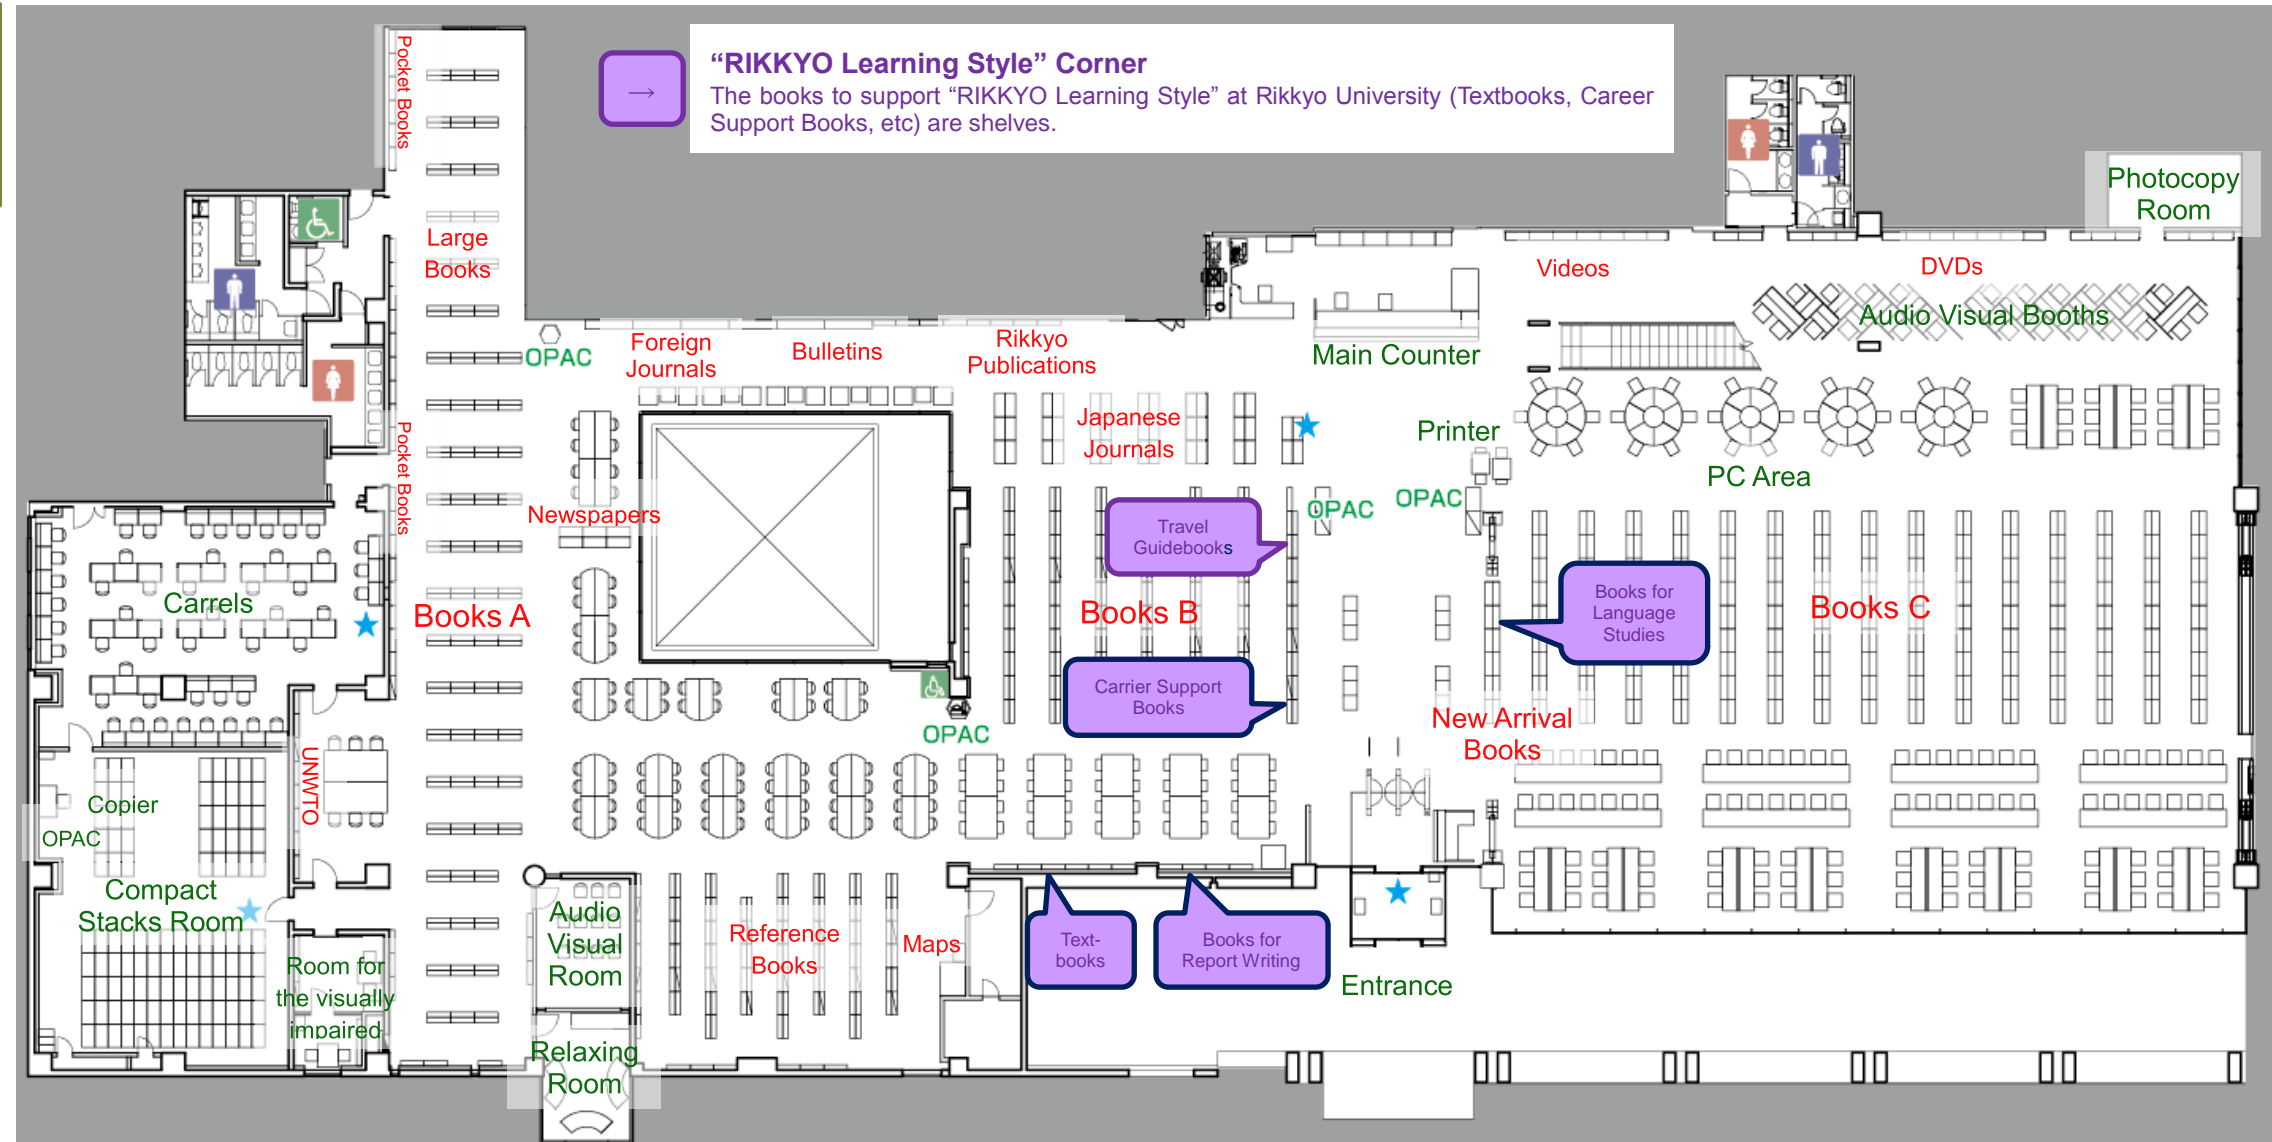 “RIKKYO Learning Style” Corner
→
The books to support “RIKKYO Learning Style” at Rikkyo University (Textbooks, Career
Support Books, etc) are shelves.
Pocket Books
Photocopy
Room
Large
Books
Videos
DVDs
Audio Visual Booths
OPAC
Foreign
Journals
Bulletins
Rikkyo
Publications
Main Counter
Japanese
Journals
Printer
PC Area
Pocket Books
Newspapers
OPAC
OPAC
Travel
Guidebooks
Carrels
Books A
Books B
Books for
Language
Studies
Books C
Carrier Support
Books
New Arrival
Books
OPAC
UNWTO
Copier
OPAC
Compact
Stacks Room
Audio
Visual
Room
Reference
Books
Maps
Text-
books
Books for
Report Writing
Entrance
Room for
the visually
impaired
Relaxing
Room